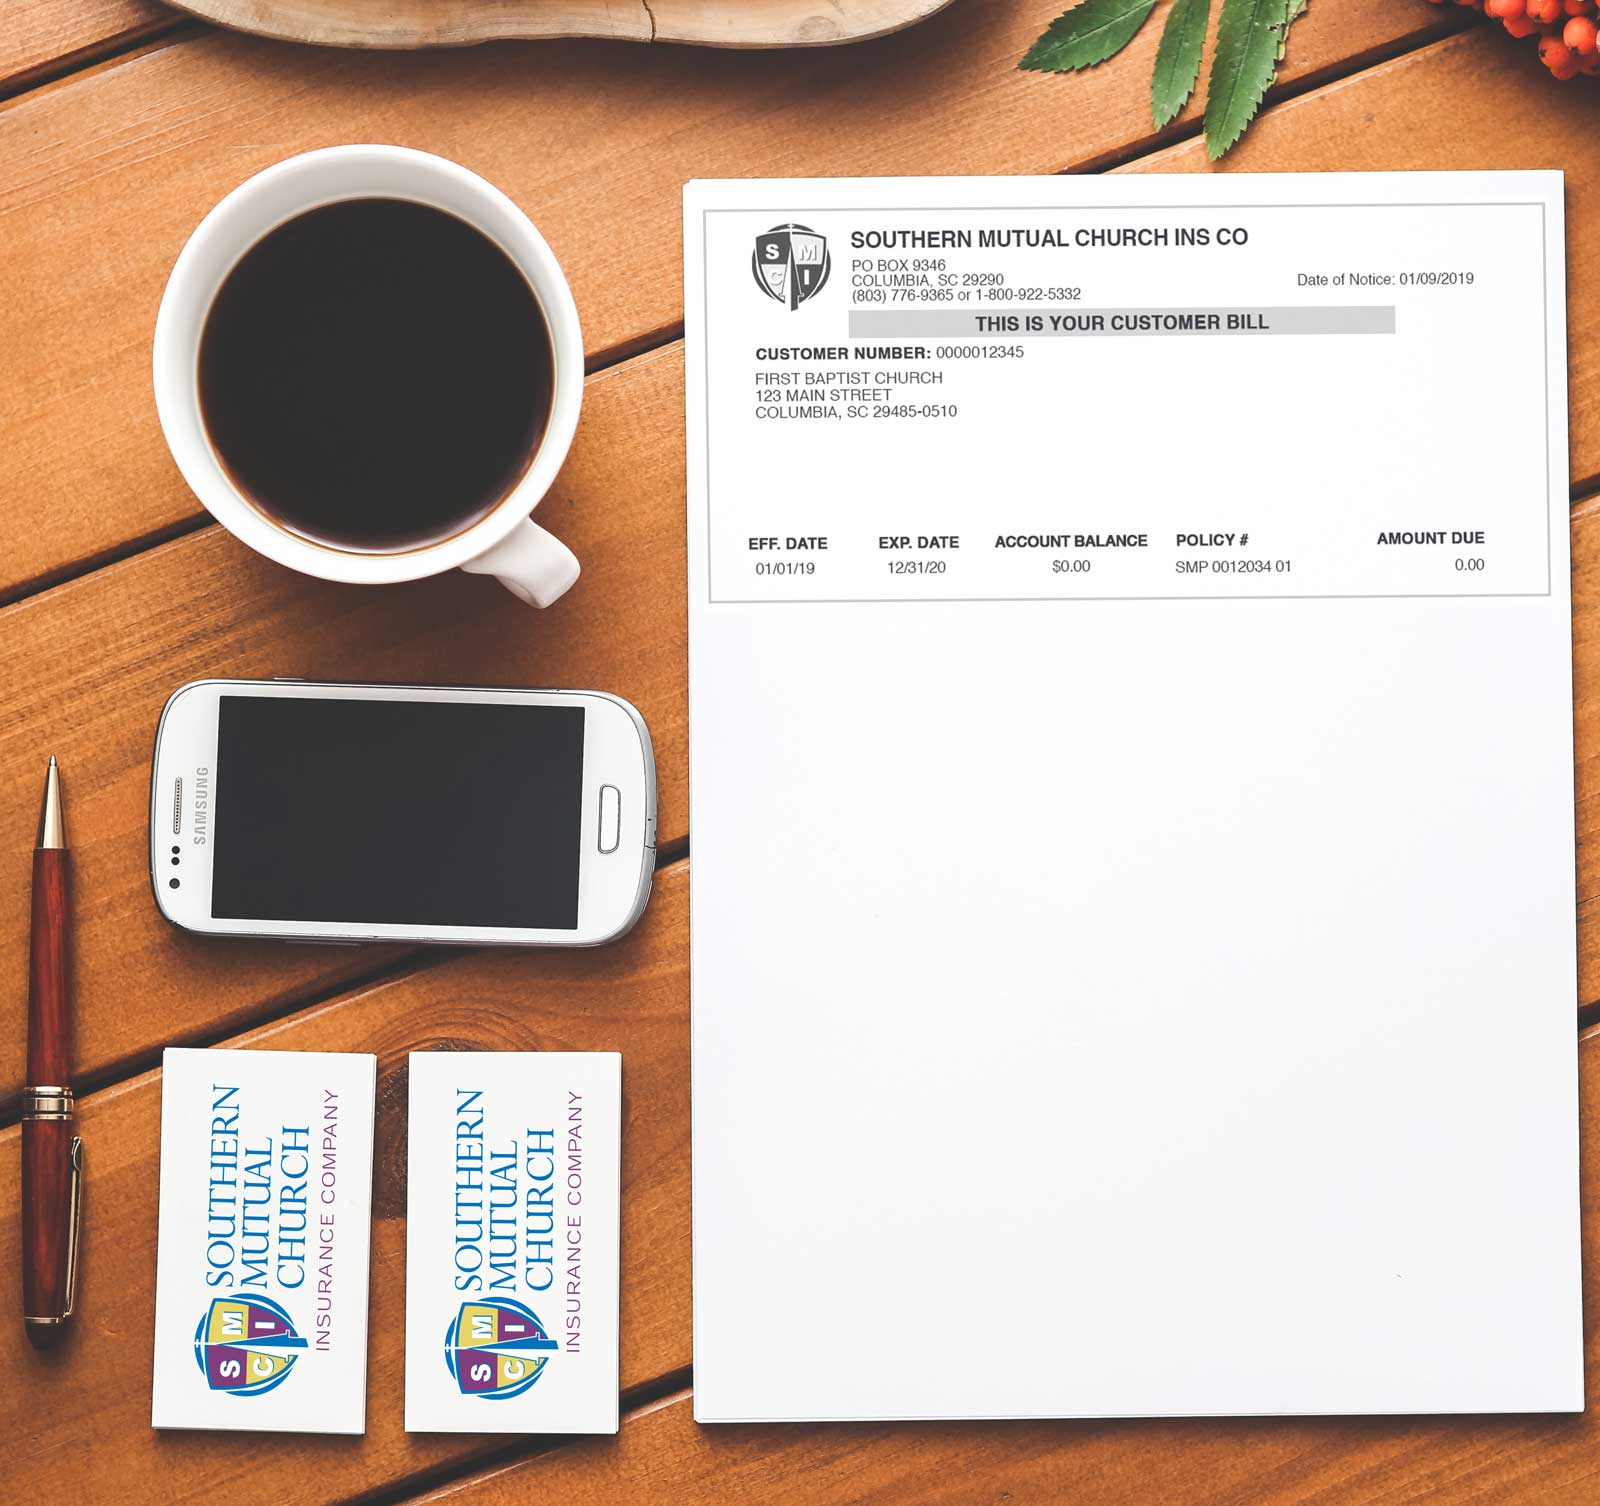 S M
C I
SOUTHERN MUTUAL CHURCH INS CO
PO BOX 9346
COLUMBIA, SC 29290
(803) 776-9365 or 1-800-922-5332
Date of Notice: 01/09/2019
THIS IS YOUR CUSTOMER BILL
CUSTOMER NUMBER: 0000012345
FIRST BAPTIST CHURCH
123 MAIN STREET
COLUMBIA, SC 29485-0510
EFF. DATE EXP. DATE ACCOUNT BALANCE POLICY # AMOUNT DUE
01/01/19 12/31/20 $0.00 SMP 0012034 01 0.00
SAMSUNG
S M
C I
SOUTHERN
MUTUAL
CHURCH
INSURANCE COMPANY
S M
C I
SOUTHERN
MUTUAL
CHURCH
INSURANCE COMPANY